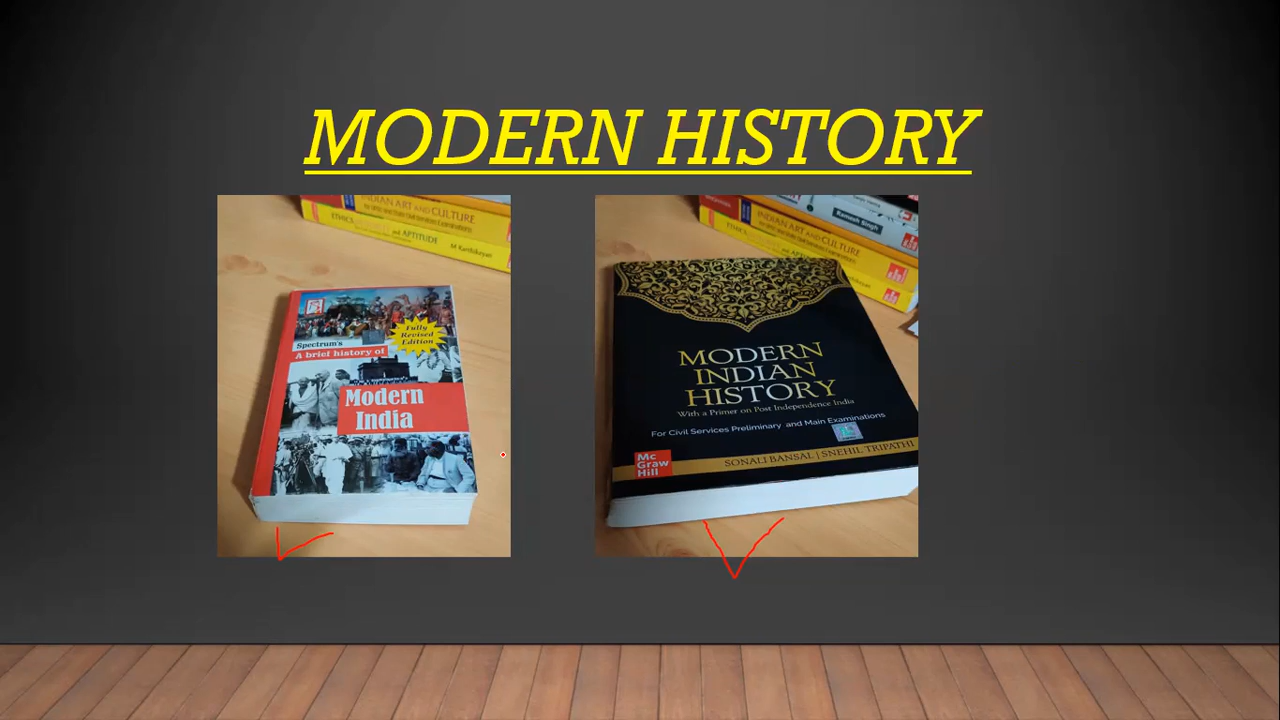 MODERN HISTORY
INDIAN ART AND CULTURE
ETHICS
and APTITUDE
M Karthikeyan
Spectrum's
A brief history of
Fully
Revised
Edition
Modern
India
Ramesh Singh
INDIAN ART AND CULTURE
ETHICS
MODERN
INDIAN
HISTORY
With a Primer on Post Independence India
For Civil Services Preliminary and Main Examinations
Mc
Graw
Hill
SONALI BANSAL | SNEHIL TRIPATHI